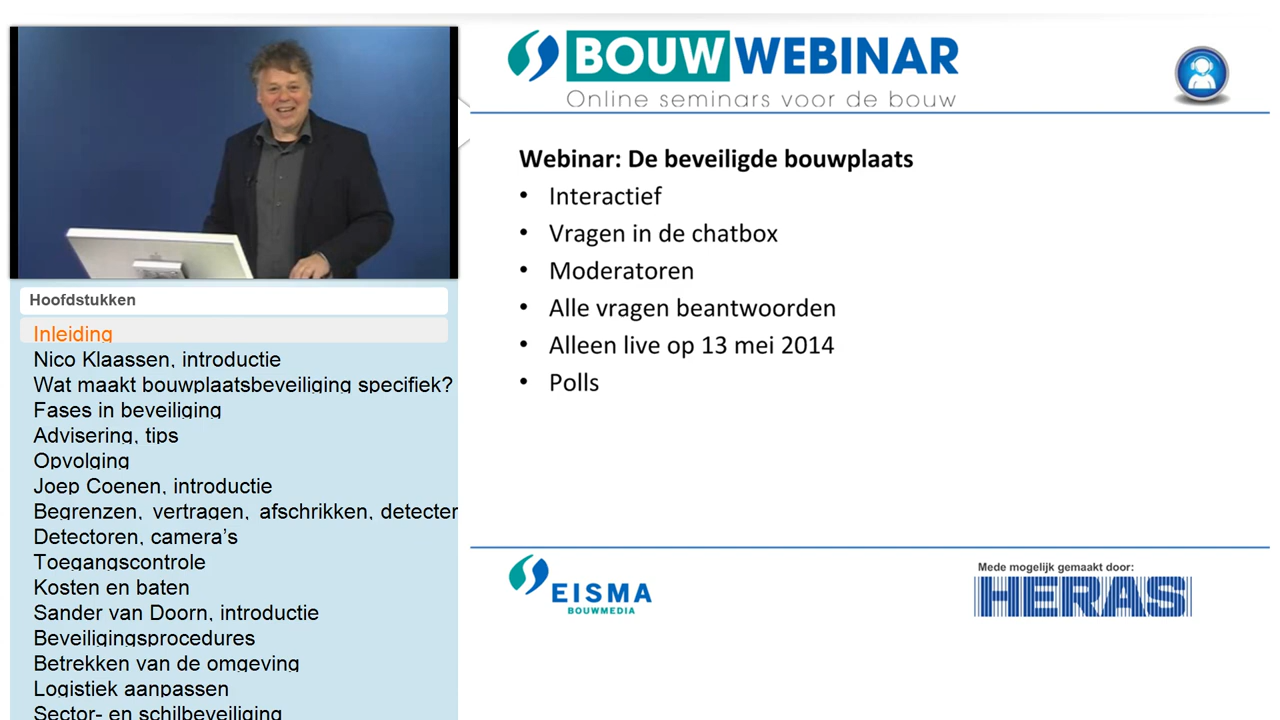 BOUW WEBINAR
Online seminars voor de bouw
Webinar: De beveiligde bouwplaats
• Interactief
• Vragen in de chatbox
• Moderatoren
• Alle vragen beantwoorden
• Alleen live op 13 mei 2014
• Polls
Hoofdstukken
Inleiding
Nico Klaassen, introductie
Wat maakt bouwplaatsbeveiliging specifiek?
Fases in beveiliging
Advisering, tips
Opvolging
Joep Coenen, introductie
Begrenzen, vertragen, afschrikken, detecter
Detectoren, camera's
Toegangscontrole
Kosten en baten
Sander van Doorn, introductie
Beveiligingsprocedures
Betrekken van de omgeving
Logistiek aanpassen
Sector- en schilbeveiliging
EISMA
BOUWMEDIA
Mede mogelijk gemaakt door:
HERAS